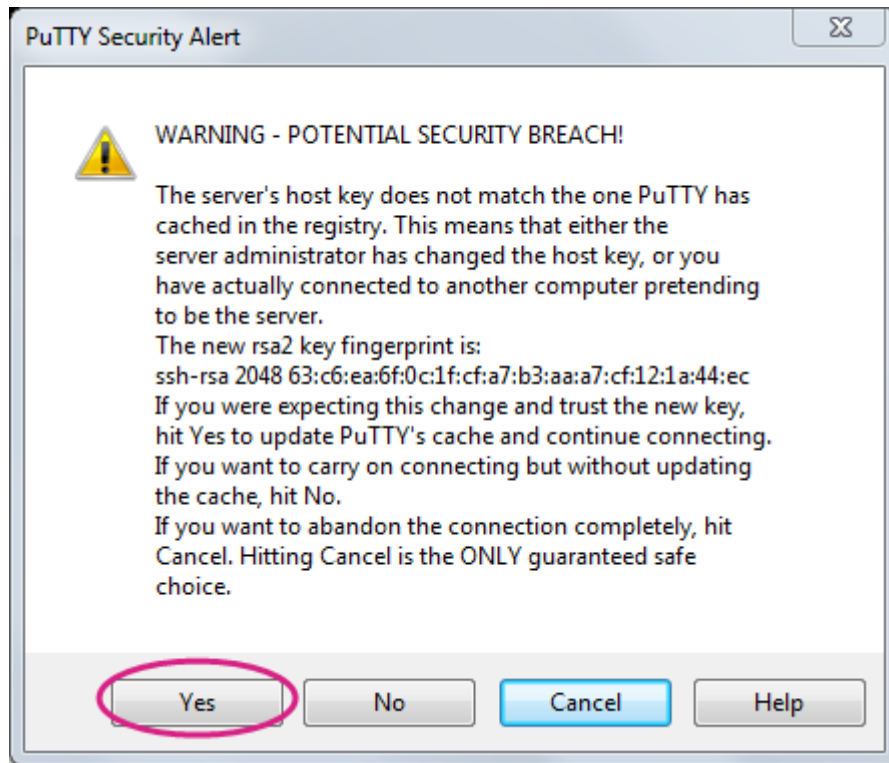 PuTTY Security Alert
WARNING - POTENTIAL SECURITY BREACH!
The server's host key does not match the one PuTTY has
cached in the registry. This means that either the
server administrator has changed the host key, or you
have actually connected to another computer pretending
to be the server.
The new rsa2 key fingerprint is:
ssh-rsa 2048 63:c6:ea:6f:0c:1f:cf:a7:b3:aa:a7:cf:12:1a:44:ec
If you were expecting this change and trust the new key,
hit Yes to update PuTTY's cache and continue connecting.
If you want to carry on connecting but without updating
the cache, hit No.
If you want to abandon the connection completely, hit
Cancel. Hitting Cancel is the ONLY guaranteed safe
choice.
Yes No Cancel Help